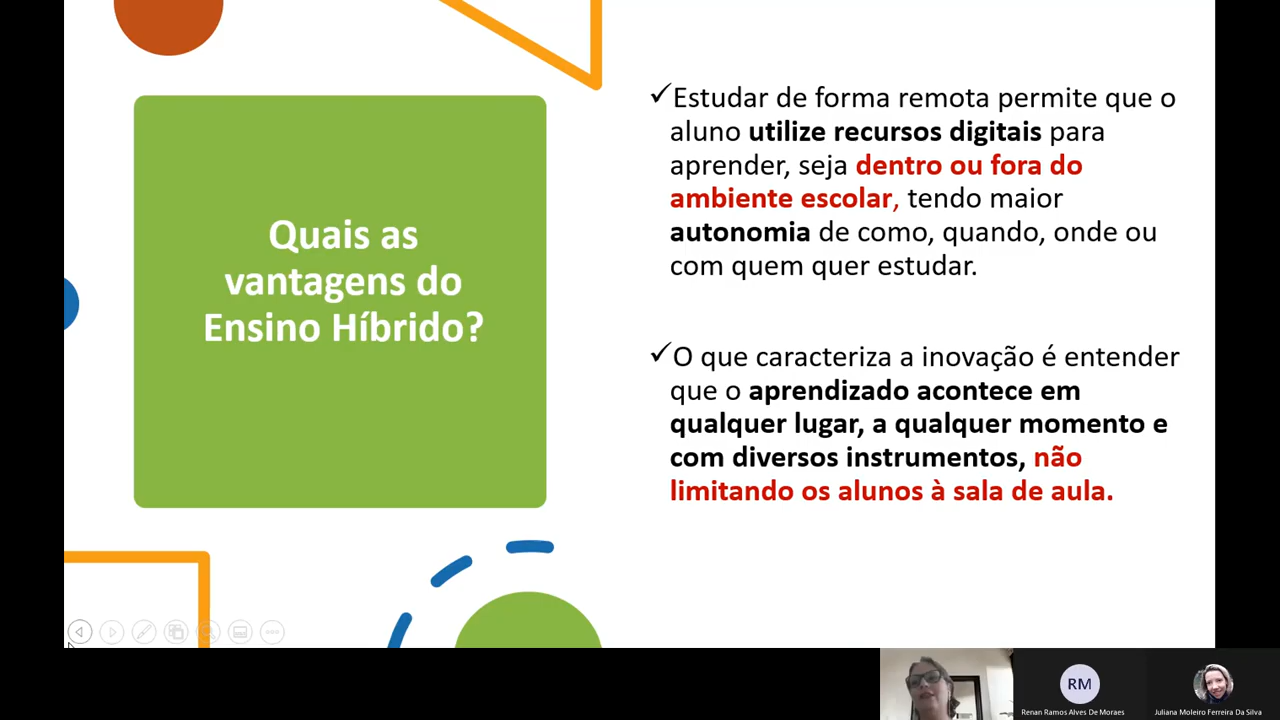 Quais as
vantagens do
Ensino Híbrido?
✓Estudar de forma remota permite que o
aluno utilize recursos digitais para
aprender, seja dentro ou fora do
ambiente escolar, tendo maior
autonomia de como, quando, onde ou
com quem quer estudar.
✓O que caracteriza a inovação é entender
que o aprendizado acontece em
qualquer lugar, a qualquer momento e
com diversos instrumentos, não
limitando os alunos à sala de aula.
RM
Renan Ramos Alves De Moraes
Juliana Moleiro Ferreira Da Silva